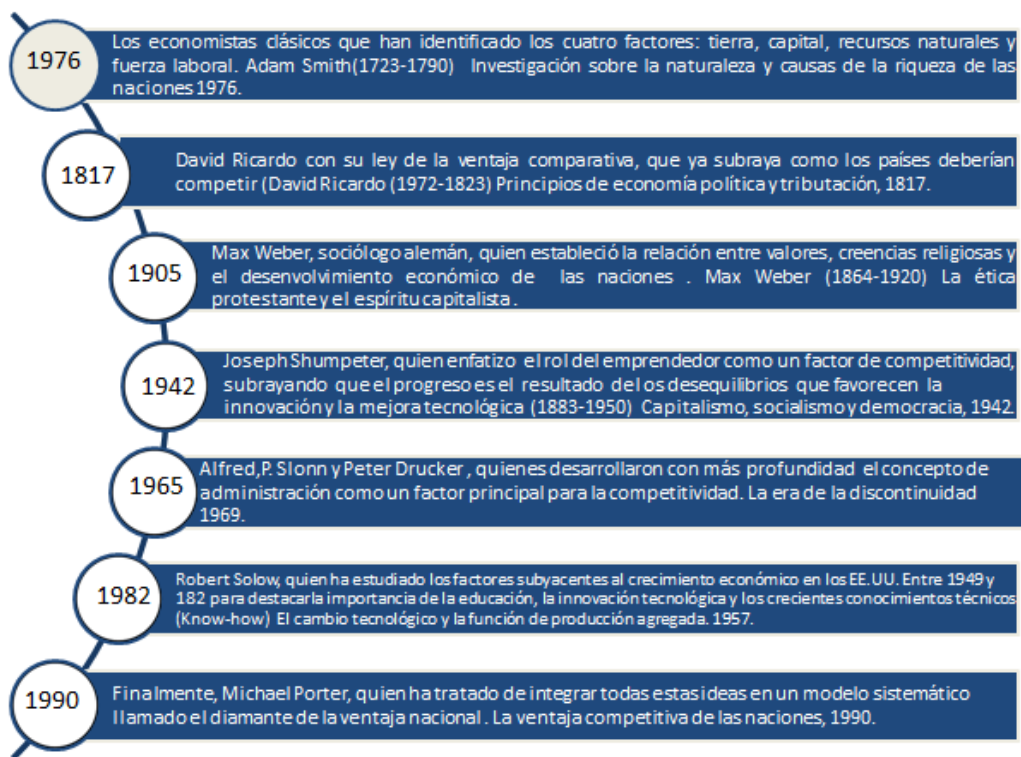 1976
Los economistas clásicos que han identificado los cuatro factores: tierra, capital, recursos naturales y
fuerza laboral. Adam Smith(1723-1790) Investigación sobre la naturaleza y causas de la riqueza de las
naciones 1976.
1817
David Ricardo con su ley de la ventaja comparativa, que ya subraya como los países deberían
competir (David Ricardo (1972-1823) Principios de economía política y tributación, 1817.
1905
Max Weber, sociólogo alemán, quien estableció la relación entre valores, creencias religiosas y
el desenvolvimiento económico de las naciones . Max Weber (1864-1920) La ética
protestante y el espíritu capitalista .
1942
Joseph Shumpeter, quien enfatizo el rol del emprendedor como un factor de competitividad,
subrayando que el progreso es el resultado de los desequilibrios que favorecen la
innovación y la mejora tecnológica (1883-1950) Capitalismo, socialismo y democracia, 1942
1965
Alfred,P. Slonn y Peter Drucker , quienes desarrollaron con más profundidad el concepto de
administración como un factor principal para la competitividad. La era de la discontinuidad
1969.
1982
Robert Solow, quien ha estudiado los factores subyacentes al crecimiento económico en los EE.UU. Entre 1949 y
182 para destacarla importancia de la educación, la innovación tecnológica y los crecientes conocimientos técnicos
(Know-how) El cambio tecnológico y la función de producción agregada. 1957.
1990
Finalmente, Michael Porter, quien ha tratado de integrar todas estas ideas en un modelo sistemático
llamado el diamante de la ventaja nacional . La ventaja competitiva de las naciones, 1990.